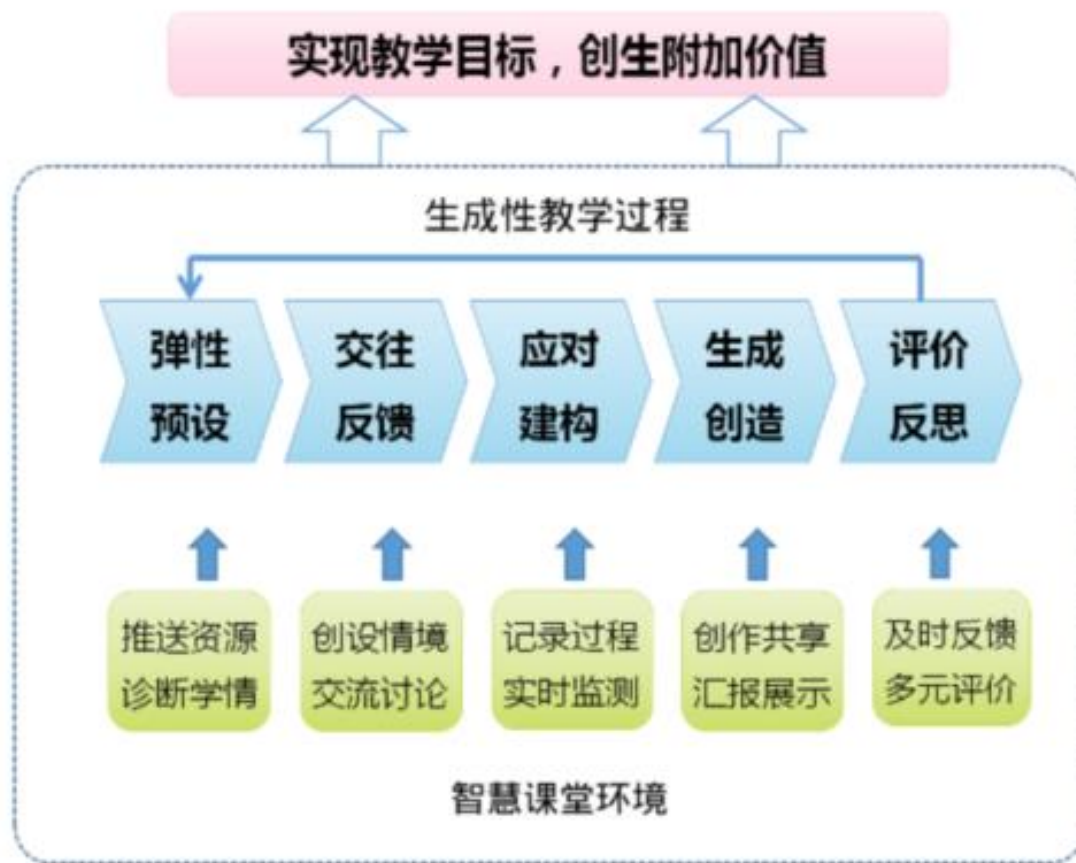 实现教学目标，创生附加价值
生成性教学过程
弹性
预设
交往
反馈
应对
建构
生成
创造
评价
反思
推送资源
诊断学情
创设情境
交流讨论
记录过程
实时监测
创作共享
汇报展示
及时反馈
多元评价
智慧课堂环境